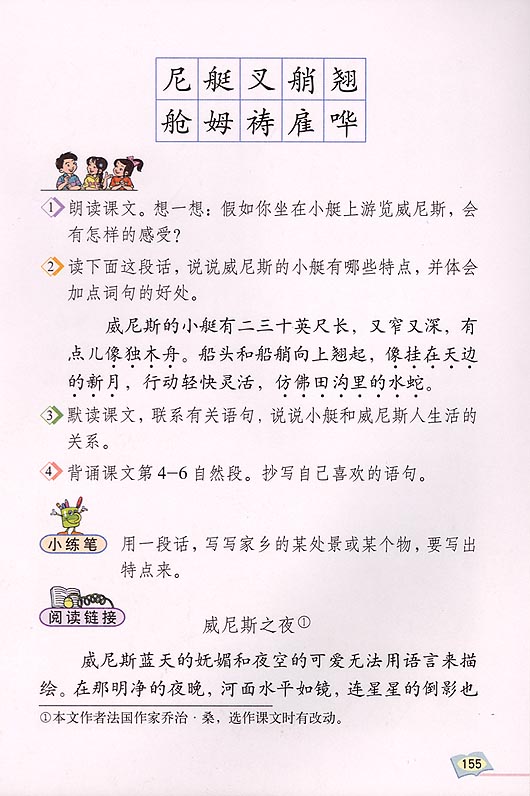 尼艇叉艄翘
舱姆祷雇哗
1 朗读课文。想一想：假如你坐在小艇上游览威尼斯，会
有怎样的感受？
2 读下面这段话，说说威尼斯的小艇有哪些特点，并体会
加点词句的好处。
威尼斯的小艇有二三十英尺长，又窄又深，有
点儿像独木舟。船头和船艄向上翘起，像挂在天边
的新月，行动轻快灵活，仿佛田沟里的水蛇。
3 默读课文，联系有关语句，说说小艇和威尼斯人生活的
关系。
4 背诵课文第4-6自然段。抄写自己喜欢的语句。
小练笔
用一段话，写写家乡的某处景或某个物，要写出
特点来。
阅读链接
威尼斯之夜①
威尼斯蓝天的妩媚和夜空的可爱无法用语言来描
绘。在那明净的夜晚，河面水平如镜，连星星的倒影也
①本文作者法国作家乔治·桑，选作课文时有改动。
155